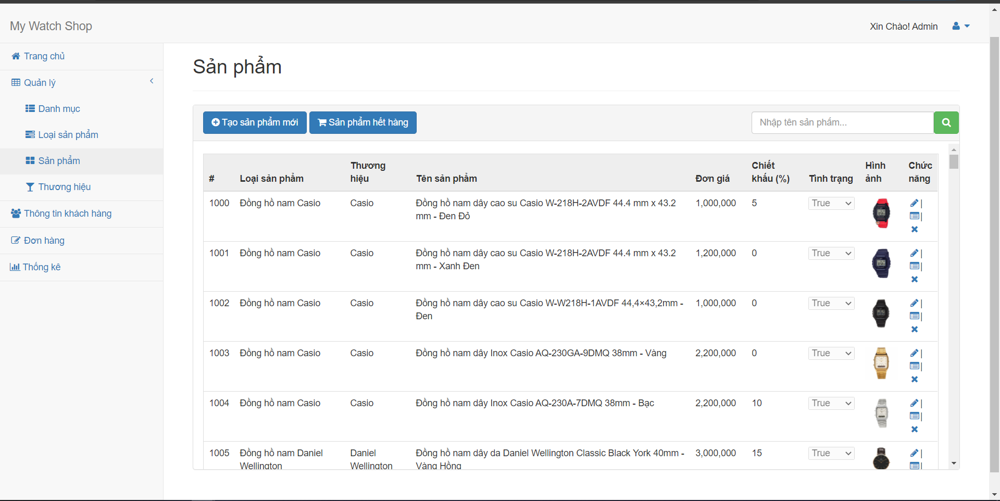 My Watch Shop
Xin Chào! Admin
Trang chủ
Quản lý
Danh mục
Loại sản phẩm
Sản phẩm
Thương hiệu
Thông tin khách hàng
Đơn hàng
Thống kê
Sản phẩm
Tạo sản phẩm mới
Sản phẩm hết hàng
Nhập tên sản phẩm...
# Loại sản phẩm Thương hiệu Tên sản phẩm Đơn giá Chiết khấu (%) Tình trạng Hình ảnh Chức năng
1000 Đồng hồ nam Casio Casio Đồng hồ nam dây cao su Casio W-218H-2AVDF 44.4 mm x 43.2 1,000,000 5 True |
mm - Đen Đỏ |
1001 Đồng hồ nam Casio Casio Đồng hồ nam dây cao su Casio W-218H-2AVDF 44.4 mm x 43.2 1,200,000 0 True |
mm - Xanh Đen |
1002 Đồng hồ nam Casio Casio Đồng hồ nam dây cao su Casio W-W218H-1AVDF 44,4×43,2mm - 1,000,000 0 True |
Đen |
1003 Đồng hồ nam Casio Casio Đồng hồ nam dây Inox Casio AQ-230GA-9DMQ 38mm - Vàng 2,200,000 0 True |
|
1004 Đồng hồ nam Casio Casio Đồng hồ nam dây Inox Casio AQ-230A-7DMQ 38mm - Bạc 2,200,000 10 True |
|
1005 Đồng hồ nam Daniel Daniel Đồng hồ nam dây da Daniel Wellington Classic Black York 40mm - 3,000,000 15 True |
Wellington Wellington Vàng Hồng |